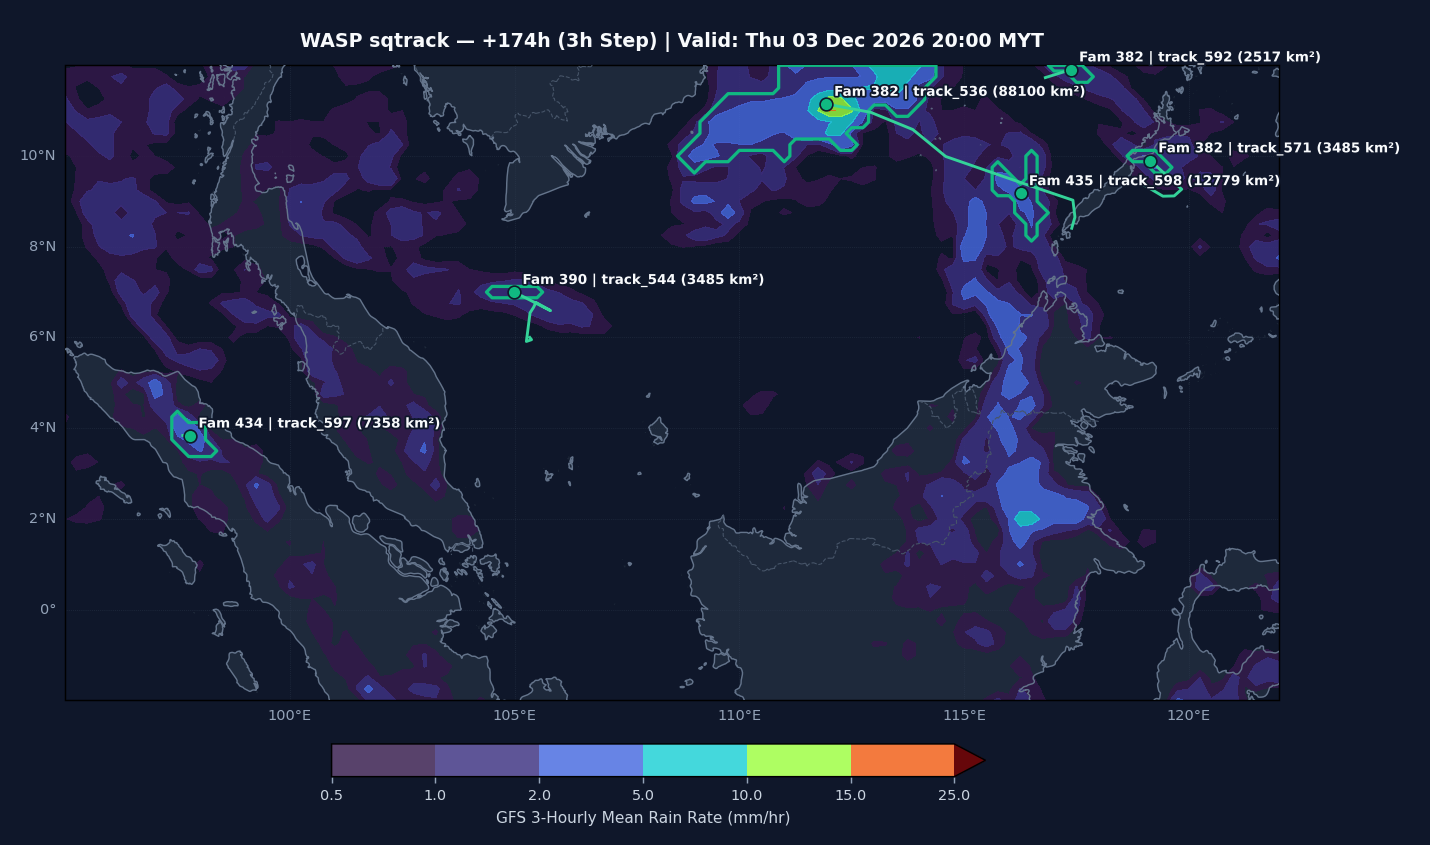 WASP sqtrack — +174h (3h Step) | Valid: Thu 03 Dec 2026 20:00 MYT
Fam 382 | track_592 (2517 km²)
Fam 382 | track_536 (88100 km²)
Fam 382 | track_571 (3485 km²)
Fam 435 | track_598 (12779 km²)
Fam 390 | track_544 (3485 km²)
Fam 434 | track_597 (7358 km²)
10°N
8°N
6°N
4°N
2°N
0°
100°E 105°E 110°E 115°E 120°E
0.5 1.0 2.0 5.0 10.0 15.0 25.0
GFS 3-Hourly Mean Rain Rate (mm/hr)